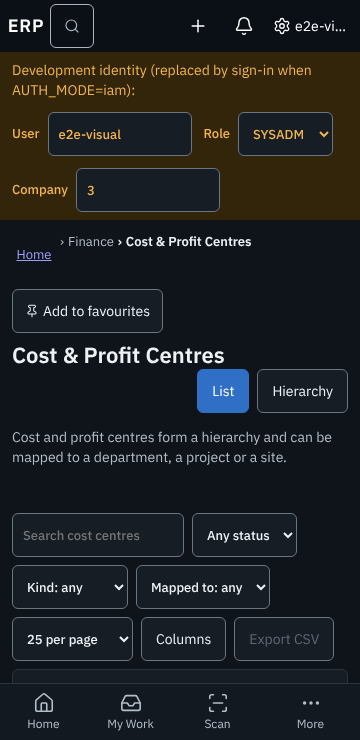 ERP e2e-vi...
Development identity (replaced by sign-in when
AUTH_MODE=iam):
User e2e-visual Role SYSADM
Company 3
Home › Finance › Cost & Profit Centres
Add to favourites
Cost & Profit Centres
List Hierarchy
Cost and profit centres form a hierarchy and can be
mapped to a department, a project or a site.
Search cost centres Any status
Kind: any Mapped to: any
25 per page Columns Export CSV
Home My Work Scan More